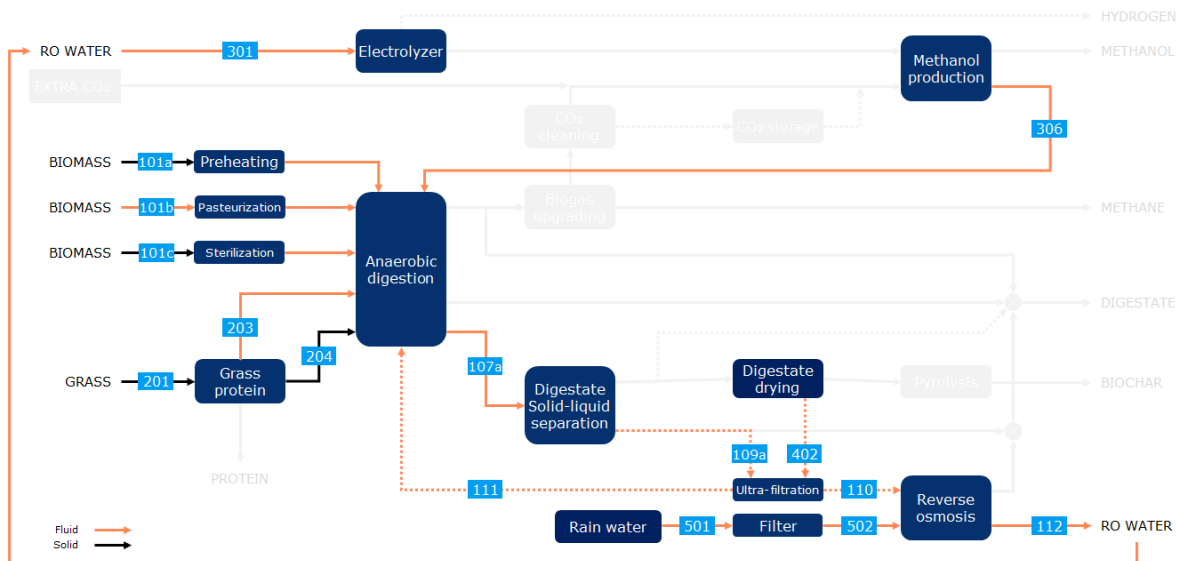 HYDROGEN
RO WATER
301
Electrolyzer
Methanol
production
METHANOL
EXTRA CO₂
CO₂
cleaning
CO₂ storage
306
BIOMASS
101a
Preheating
BIOMASS
101b
Pasteurization
Biogas
upgrading
METHANE
BIOMASS
101c
Sterilization
Anaerobic
digestion
DIGESTATE
203
204
107a
GRASS
201
Grass
protein
Digestate
Solid-liquid
separation
Digestate
drying
Pyrolysis
BIOCHAR
109a
402
PROTEIN
111
Ultra-filtration
110
Reverse
osmosis
Rain water
501
Filter
502
112
RO WATER
Fluid
Solid